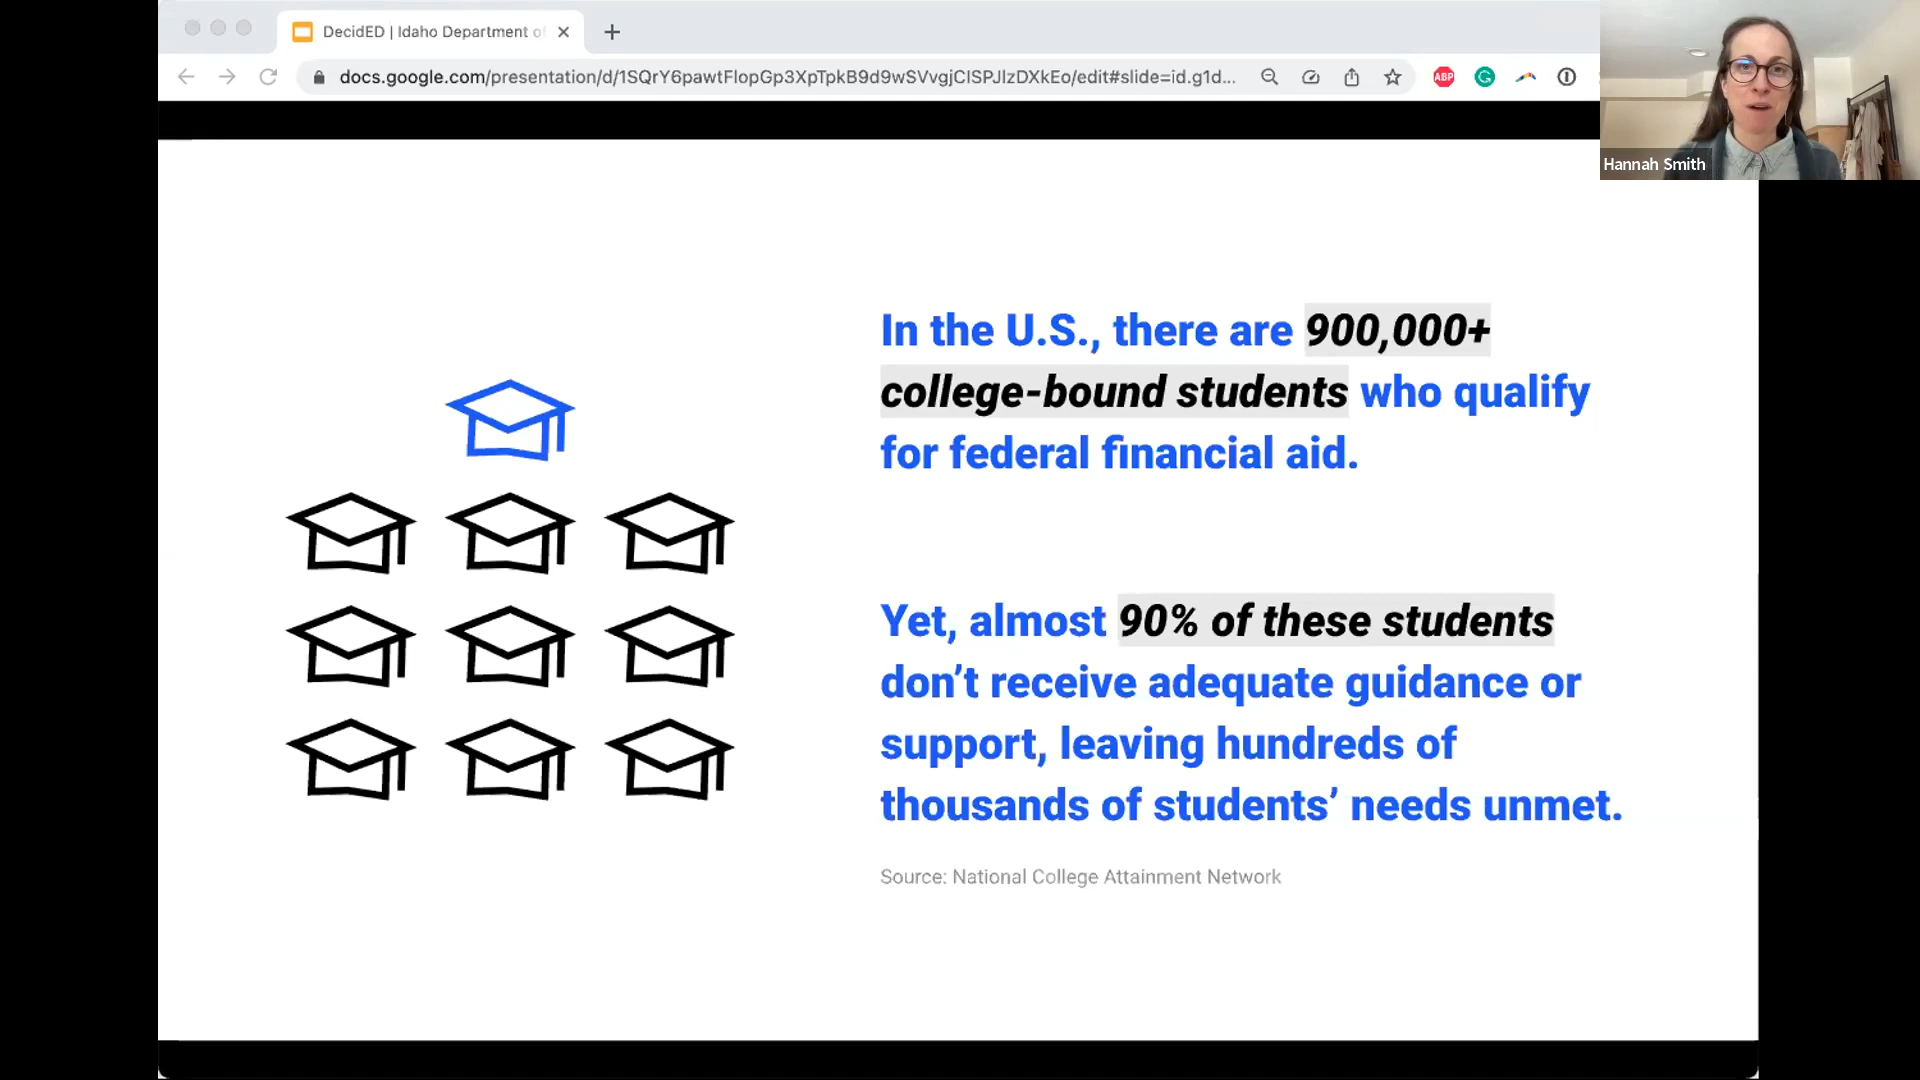 DecidED | Idaho Department of
docs.google.com/presentation/d/1SQrY6pawtFlopGp3XpTpkB9d9wSVvgjClSPJlzDXkEo/edit#slide=id.g1d...
ABP
Hannah Smith
In the U.S., there are 900,000+
college-bound students who qualify
for federal financial aid.
Yet, almost 90% of these students
don’t receive adequate guidance or
support, leaving hundreds of
thousands of students’ needs unmet.
Source: National College Attainment Network